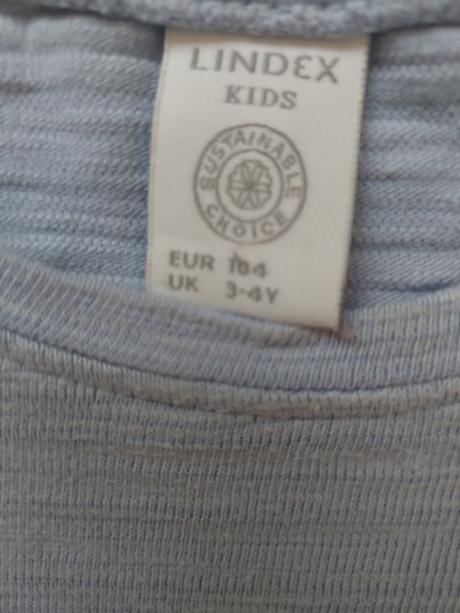 LINDEX
KIDS
SUSTAINABLE
CHOICE
EUR 104
UK 3-4Y